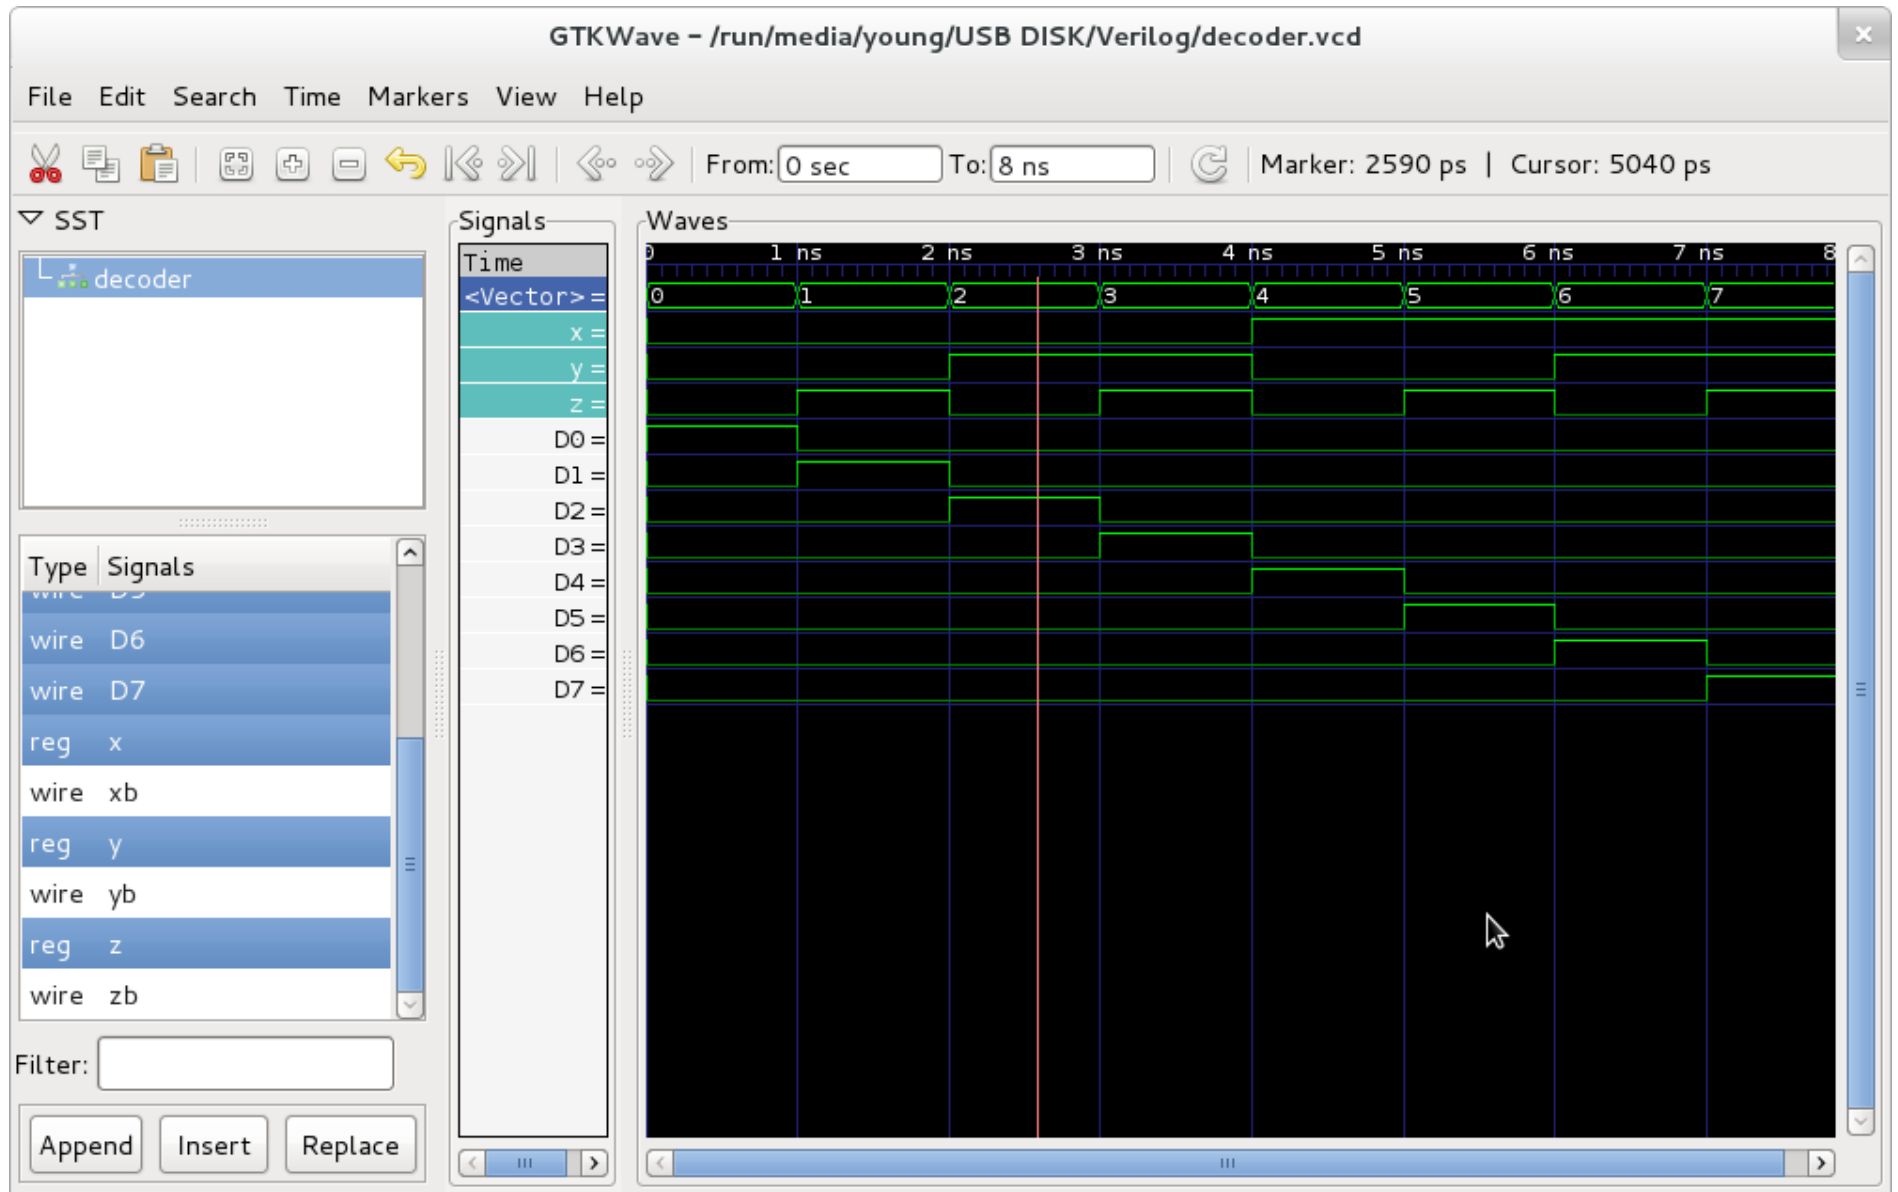 GTKWave – /run/media/young/USB DISK/Verilog/decoder.vcd
File Edit Search Time Markers View Help
From: 0 sec To: 8 ns Marker: 2590 ps | Cursor: 5040 ps
SST
decoder
Type Signals
wire D5
wire D6
wire D7
reg x
wire xb
reg y
wire yb
reg z
wire zb
Filter:
Append Insert Replace
Signals
Time
<Vector> =
x =
y =
z =
D0 =
D1 =
D2 =
D3 =
D4 =
D5 =
D6 =
D7 =
Waves
0 1 ns 2 ns 3 ns 4 ns 5 ns 6 ns 7 ns 8
0 1 2 3 4 5 6 7